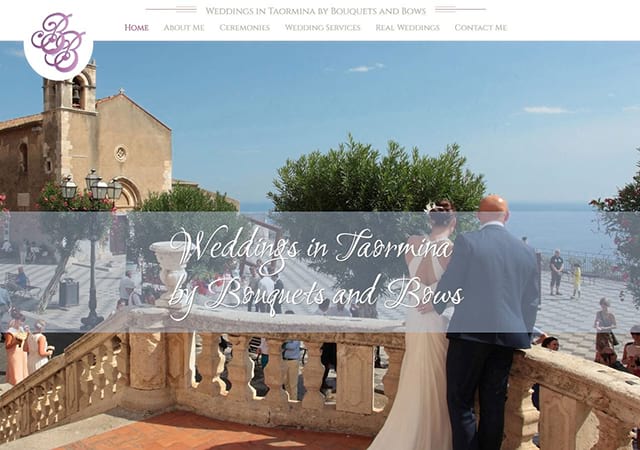 Weddings in Taormina by Bouquets and Bows
BB
Home About Me Ceremonies Wedding Services Real Weddings Contact Me
Weddings in Taormina
by Bouquets and Bows